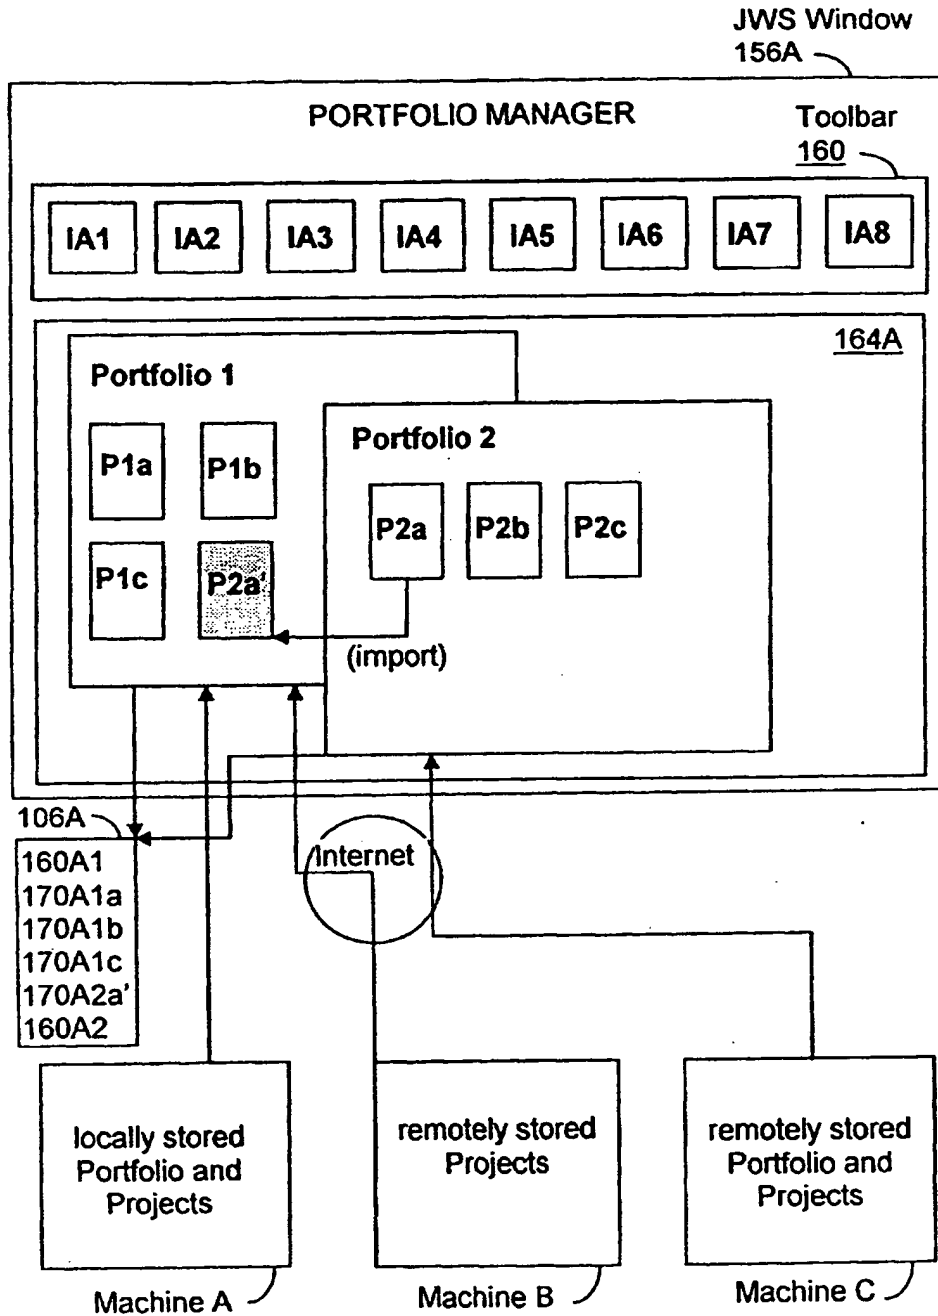 JWS Window
156A
PORTFOLIO MANAGER
Toolbar
160
IA1 IA2 IA3 IA4 IA5 IA6 IA7 IA8
164A
Portfolio 1
P1a P1b
P1c P2a'
Portfolio 2
P2a P2b P2c
(import)
106A
160A1
170A1a
170A1b
170A1c
170A2a'
160A2
Internet
locally stored
Portfolio and
Projects
remotely stored
Projects
remotely stored
Portfolio and
Projects
Machine A
Machine B
Machine C